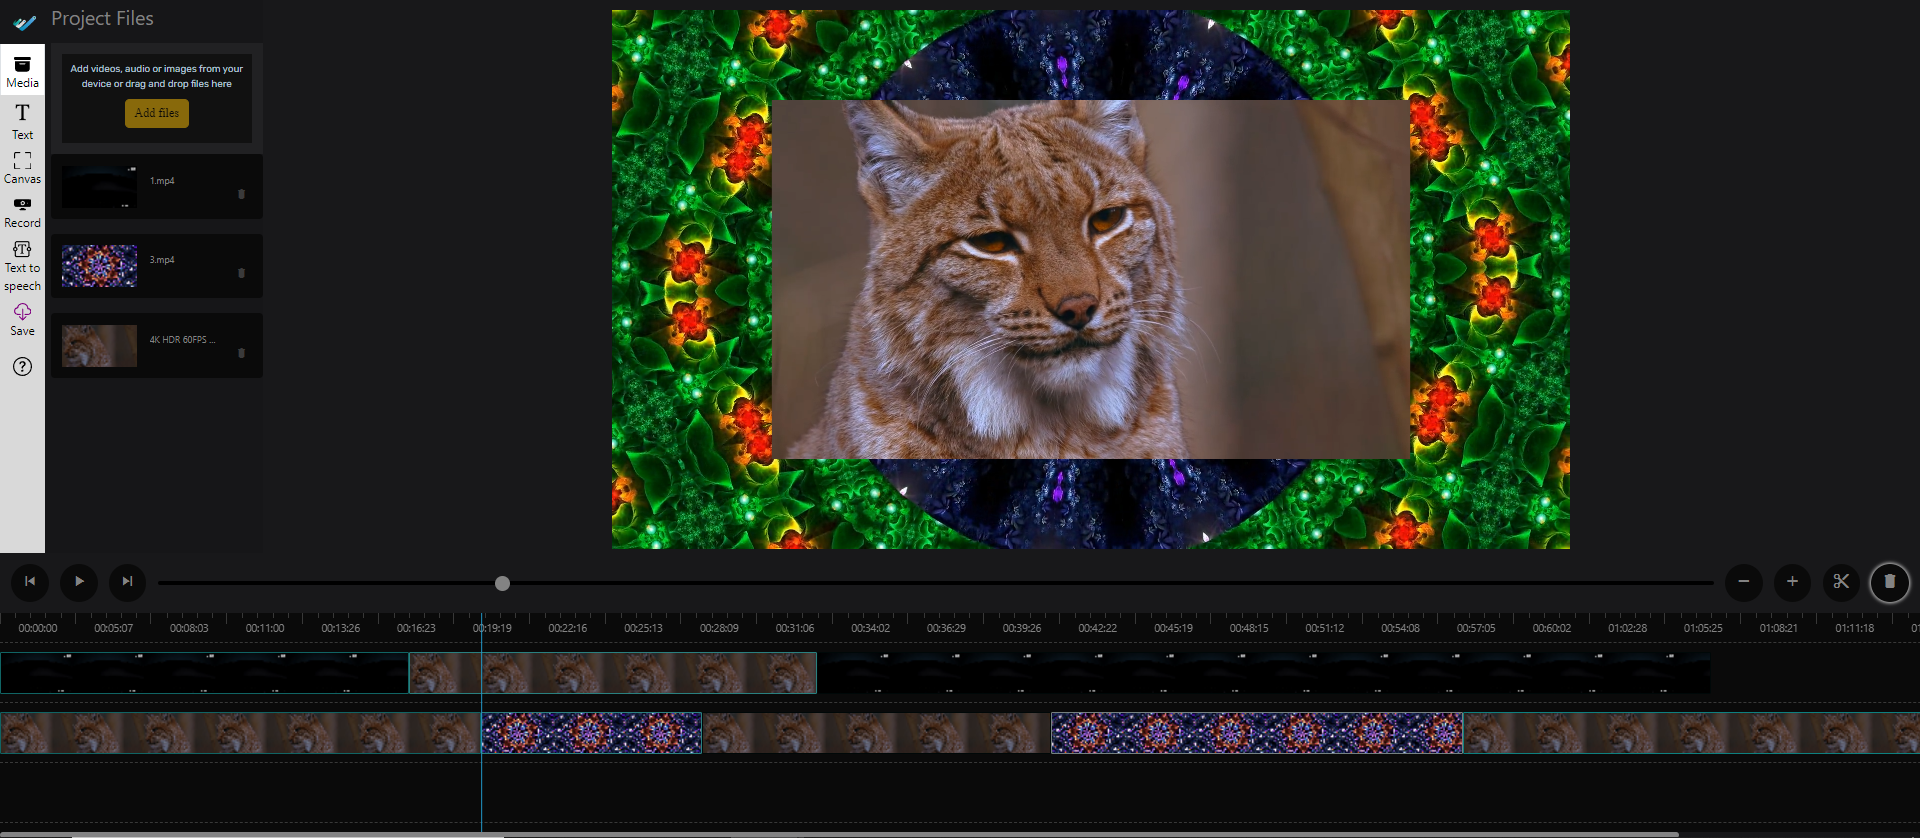 Project Files
Add videos, audio or images from your
device or drag and drop files here
Add files
Media
Text
Canvas
Record
Text to
speech
Save
1.mp4
3.mp4
4K HDR 60FPS ...
00:00:00 00:05:07 00:08:03 00:11:00 00:13:26 00:16:23 00:19:19 00:22:16 00:25:13 00:28:09 00:31:06 00:34:02 00:36:29 00:39:26 00:42:22 00:45:19 00:48:15 00:51:12 00:54:08 00:57:05 00:60:02 01:02:28 01:05:25 01:08:21 01:11:18 01